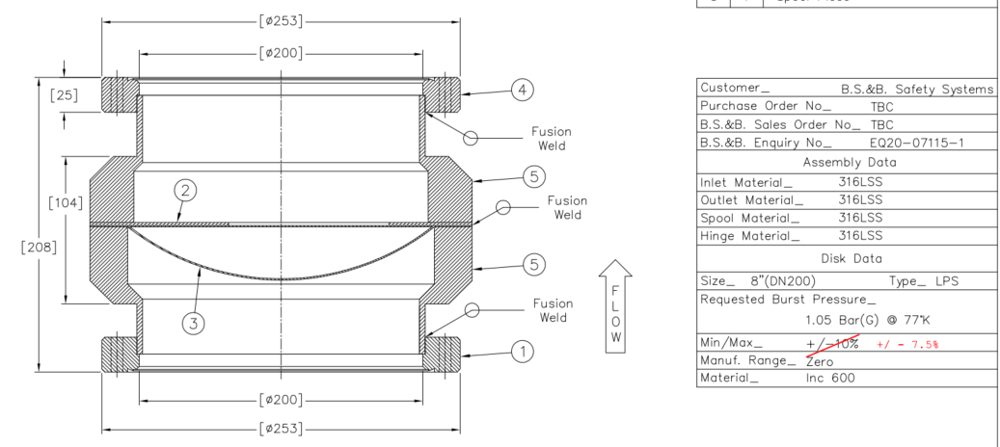 [ø253]
[ø200]
[25]
4
Fusion
Weld
5
2
[104]
Fusion
Weld
[208]
5
3
Fusion
Weld
FLOW
1
[ø200]
[ø253]
Customer_ B.S.&B. Safety Systems
Purchase Order No_ TBC
B.S.&B. Sales Order No_ TBC
B.S.&B. Enquiry No_ EQ20-07115-1
Assembly Data
Inlet Material_ 316LSS
Outlet Material_ 316LSS
Spool Material_ 316LSS
Hinge Material_ 316LSS
Disk Data
Size_ 8"(DN200) Type_ LPS
Requested Burst Pressure_
1.05 Bar(G) @ 77°K
Min/Max_ +/-10% +/ - 7.5%
Manuf. Range_ Zero
Material_ Inc 600